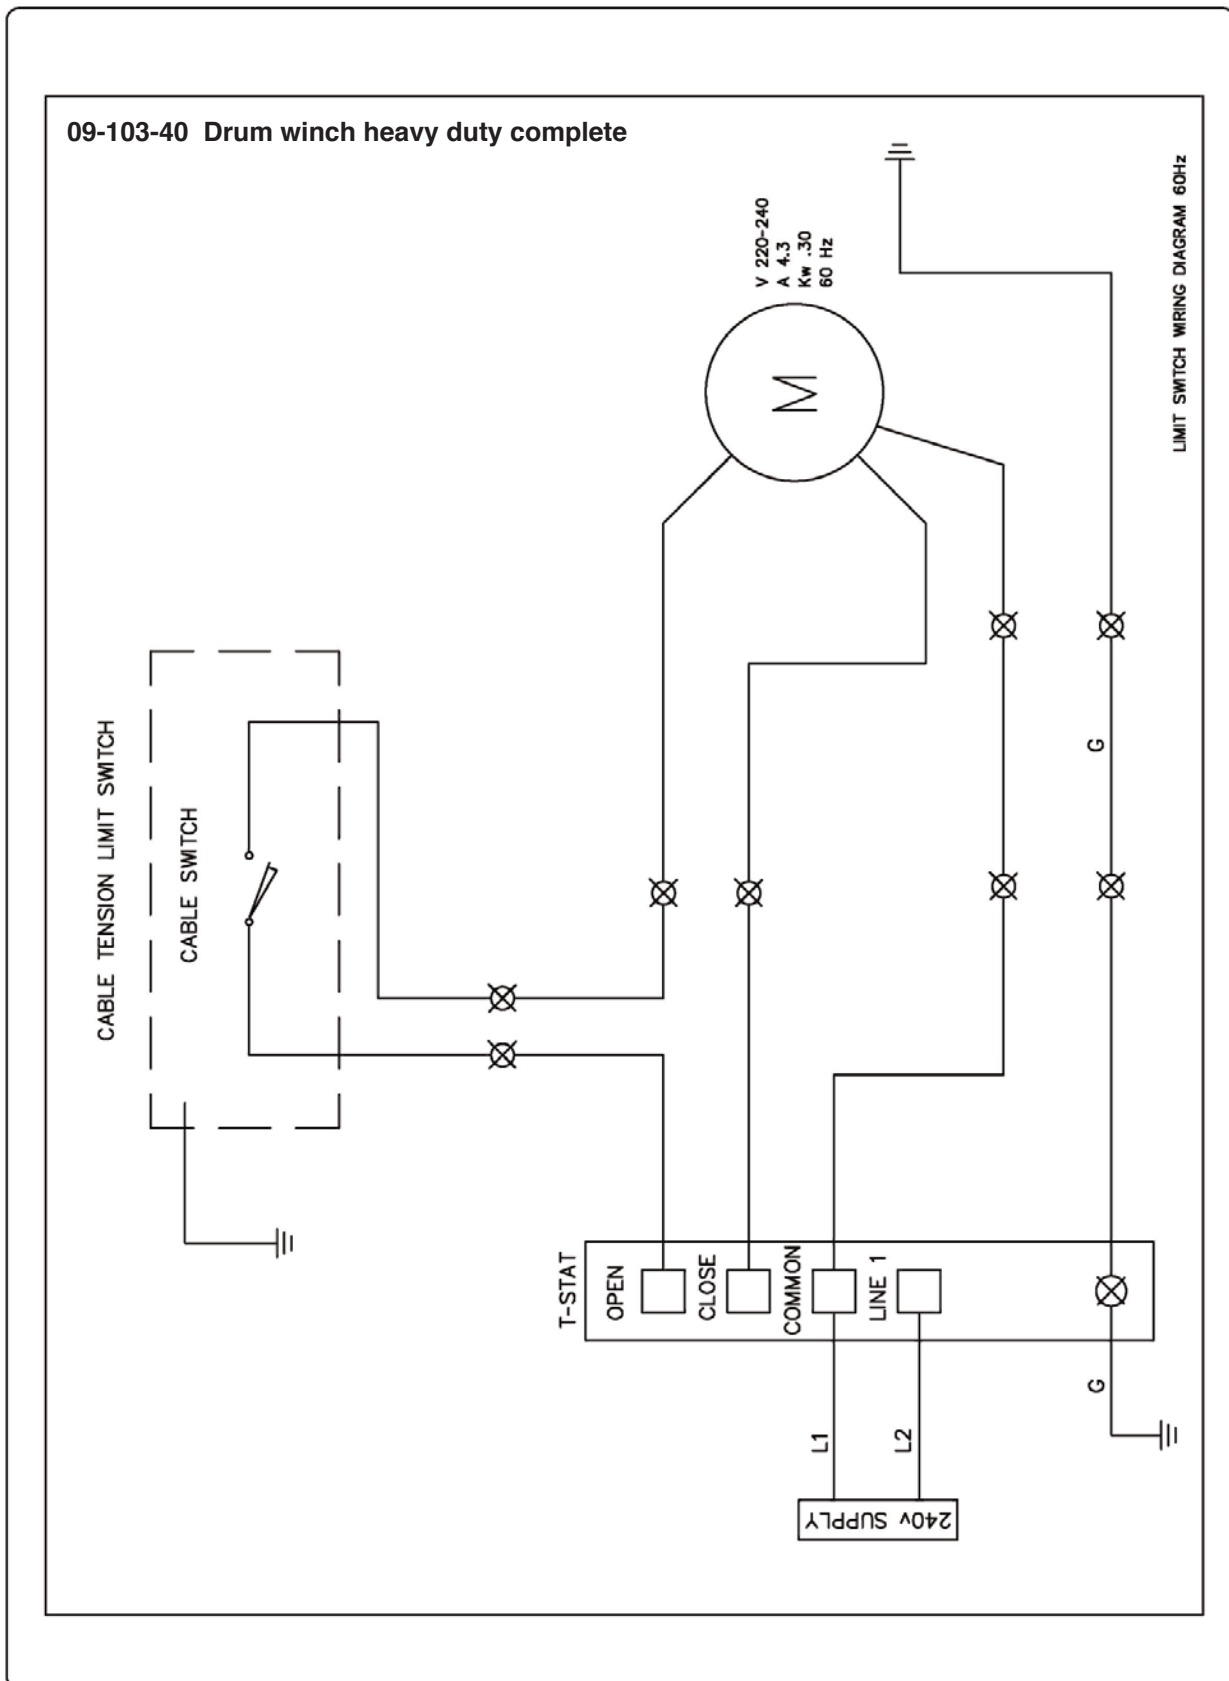 09-103-40 Drum winch heavy duty complete
CABLE TENSION LIMIT SWITCH
CABLE SWITCH
V 220-240
A 4.3
Kw .30
60 Hz
M
T-STAT
OPEN
CLOSE
COMMON
LINE 1
L1
L2
240v SUPPLY
G
G
LIMIT SWITCH WIRING DIAGRAM 60Hz